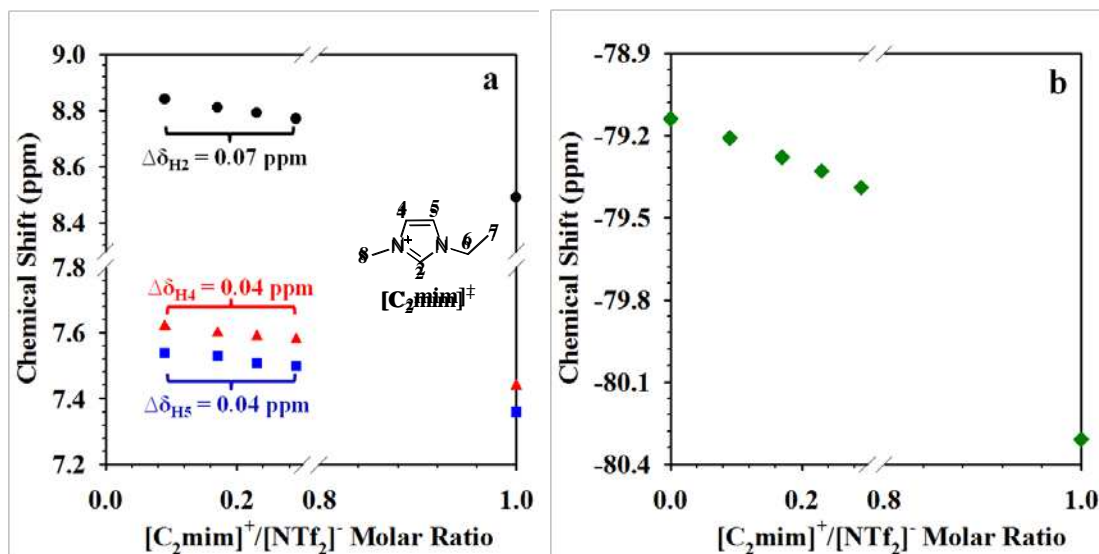 a
Chemical Shift (ppm)
9.0
8.8
8.6
8.4
7.8
7.6
7.4
7.2
Δδ_H2 = 0.07 ppm
Δδ_H4 = 0.04 ppm
Δδ_H5 = 0.04 ppm
4
5
N
+
N
8
2
6
7
[C₂mim]⁺
0.0 0.2 0.8 1.0
[C₂mim]⁺/[NTf₂]⁻ Molar Ratio
b
Chemical Shift (ppm)
-78.9
-79.2
-79.5
-79.8
-80.1
-80.4
0.0 0.2 0.8 1.0
[C₂mim]⁺/[NTf₂]⁻ Molar Ratio